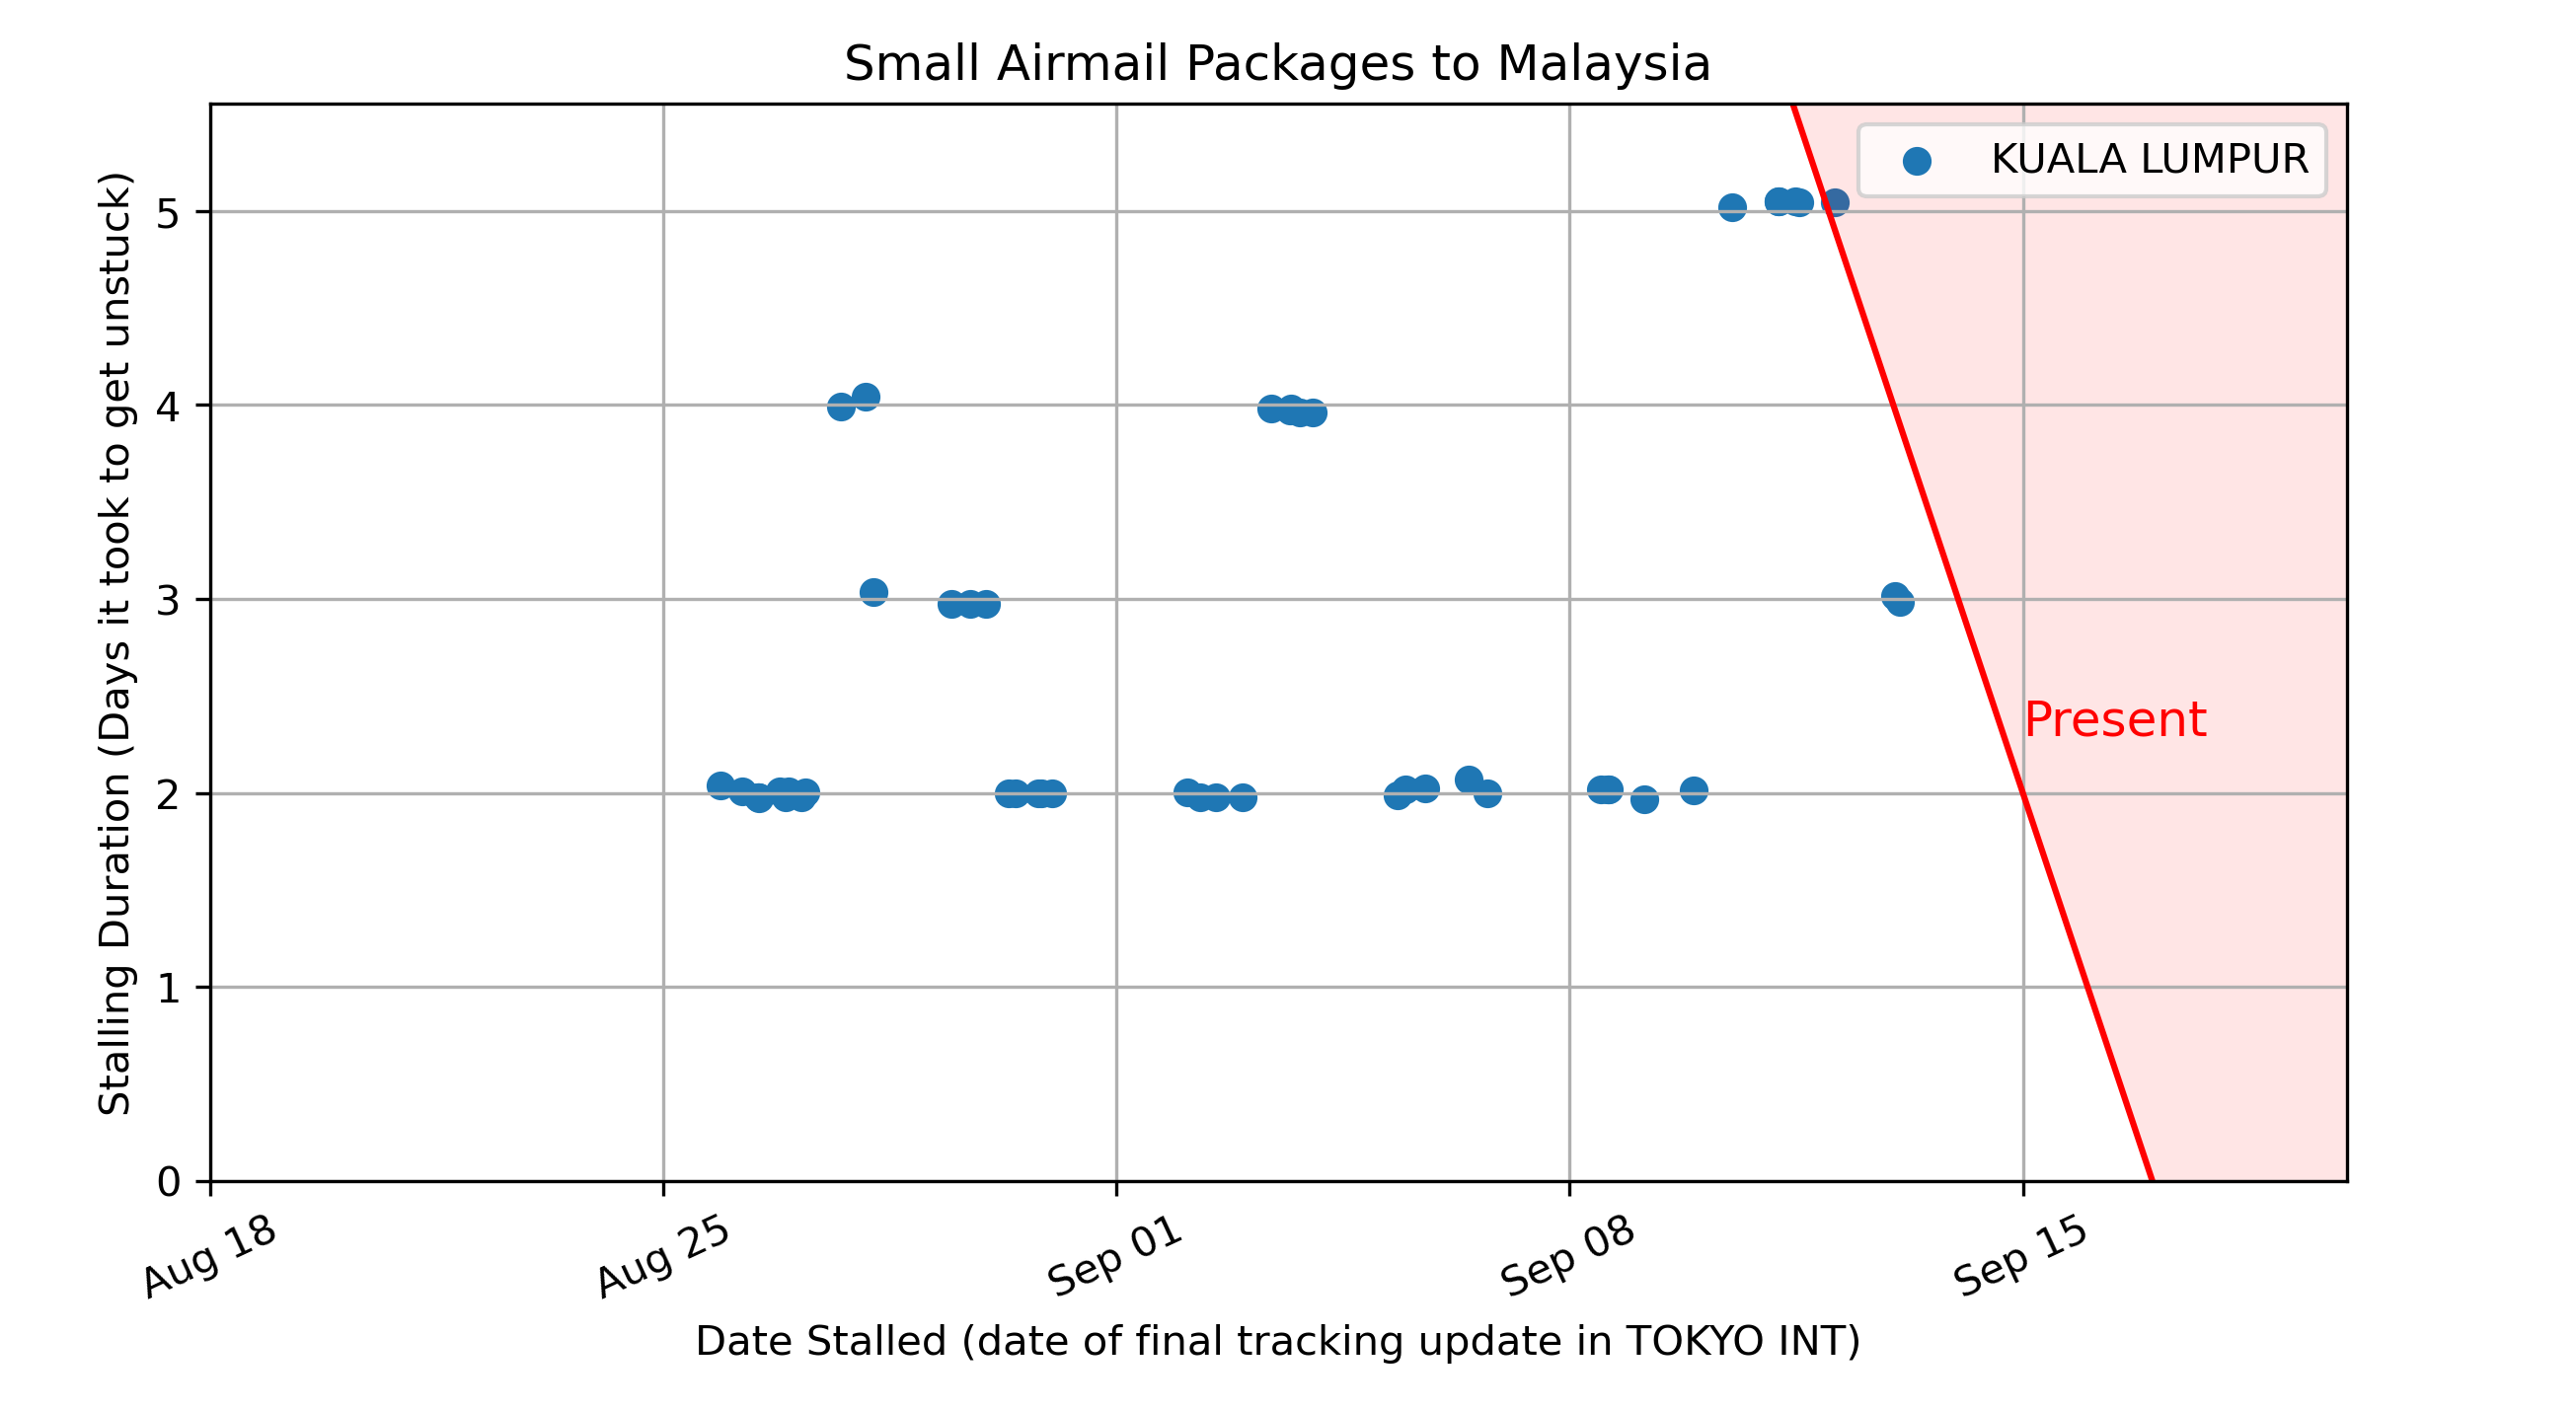 Small Airmail Packages to Malaysia
KUALA LUMPUR
Stalling Duration (Days it took to get unstuck)
5
4
3
2
1
0
Present
Aug 18
Aug 25
Sep 01
Sep 08
Sep 15
Date Stalled (date of final tracking update in TOKYO INT)